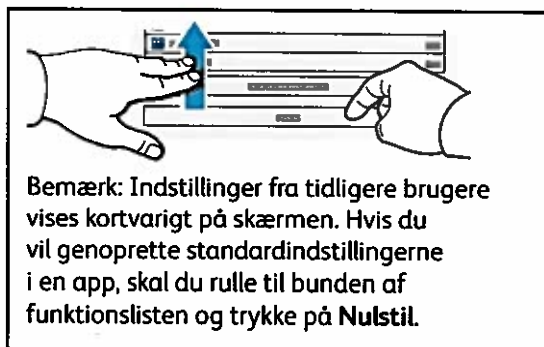 Bemærk: Indstillinger fra tidligere brugere
vises kortvarigt på skærmen. Hvis du
vil genoprette standardindstillingerne
i en app, skal du rulle til bunden af
funktionslisten og trykke på Nulstil.